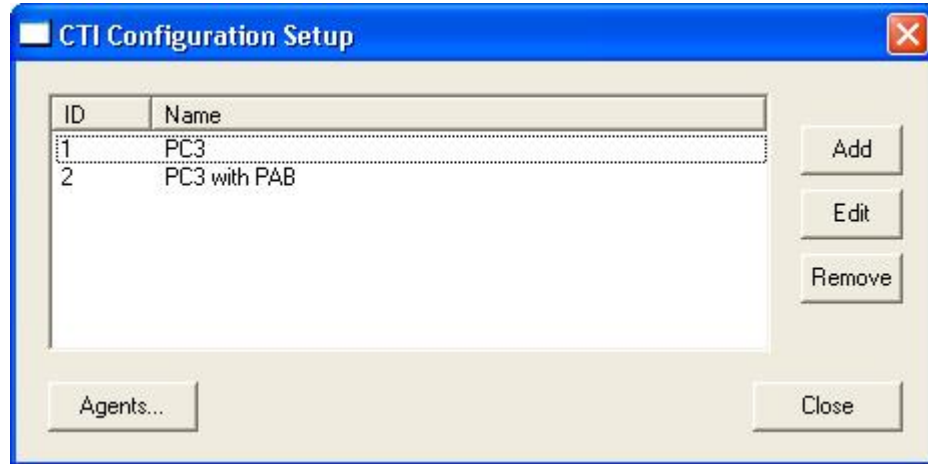 CTI Configuration Setup
ID Name
1 PC3
2 PC3 with PAB
Add
Edit
Remove
Agents...
Close